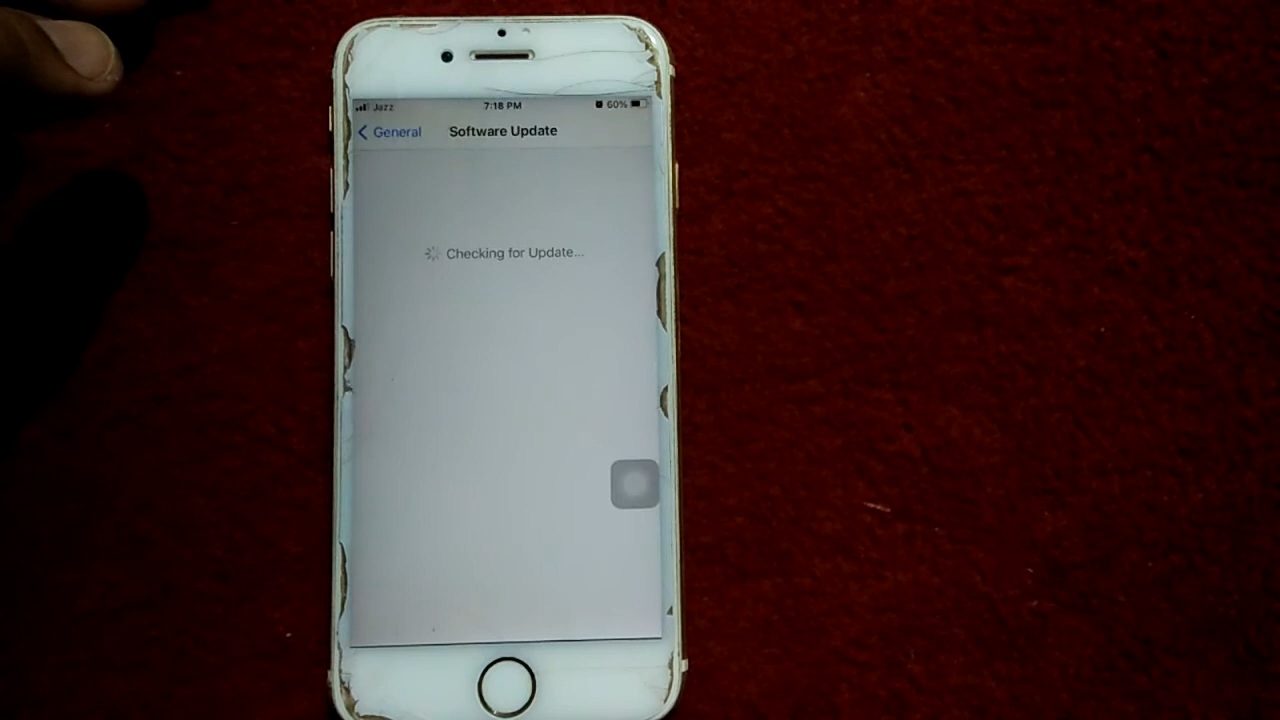 Jazz 7:18 PM 60%
General Software Update
Checking for Update...